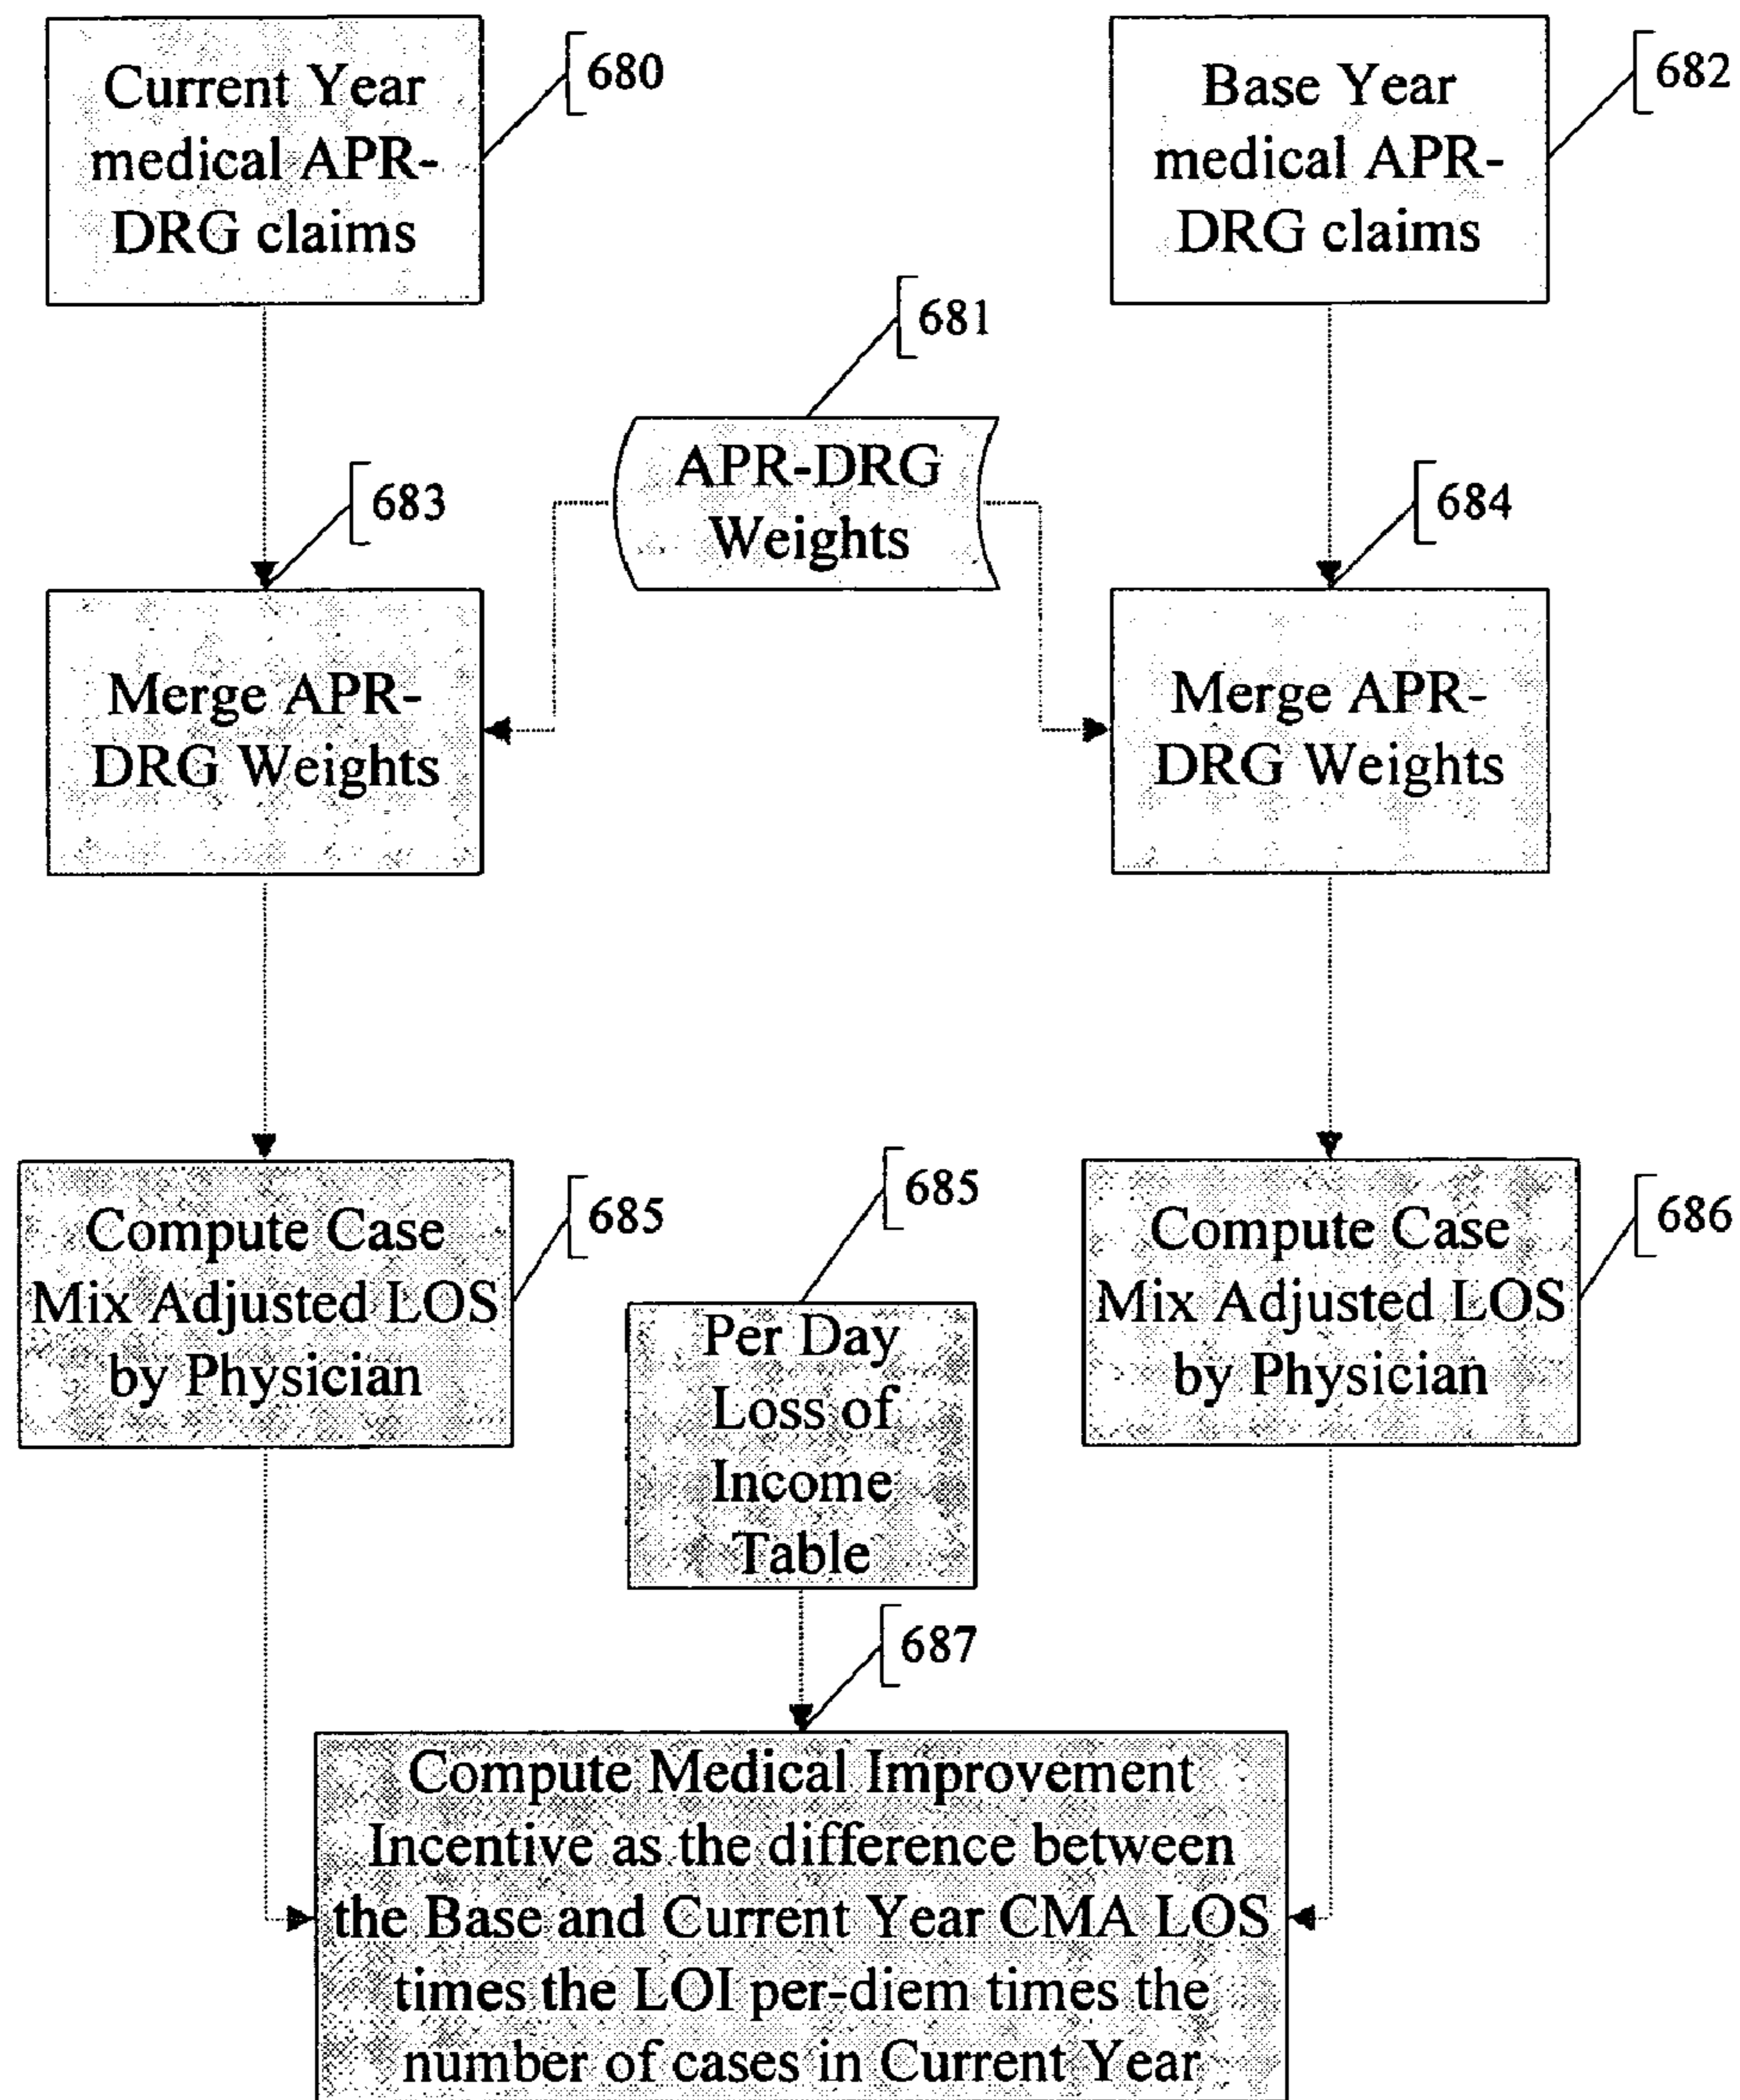 Current Year
medical APR-
DRG claims
680
Base Year
medical APR-
DRG claims
682
681
APR-DRG
Weights
683
684
Merge APR-
DRG Weights
Merge APR-
DRG Weights
685
Compute Case
Mix Adjusted LOS
by Physician
685
Per Day
Loss of
Income
Table
686
Compute Case
Mix Adjusted LOS
by Physician
687
Compute Medical Improvement
Incentive as the difference between
the Base and Current Year CMA LOS
times the LOI per-diem times the
number of cases in Current Year